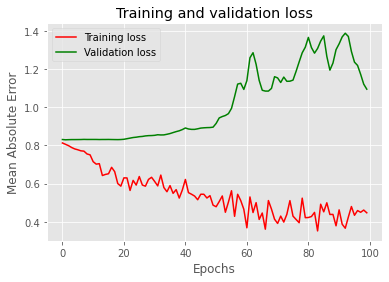 Training and validation loss
Training loss
Validation loss
Mean Absolute Error
1.4
1.2
1.0
0.8
0.6
0.4
0 20 40 60 80 100
Epochs